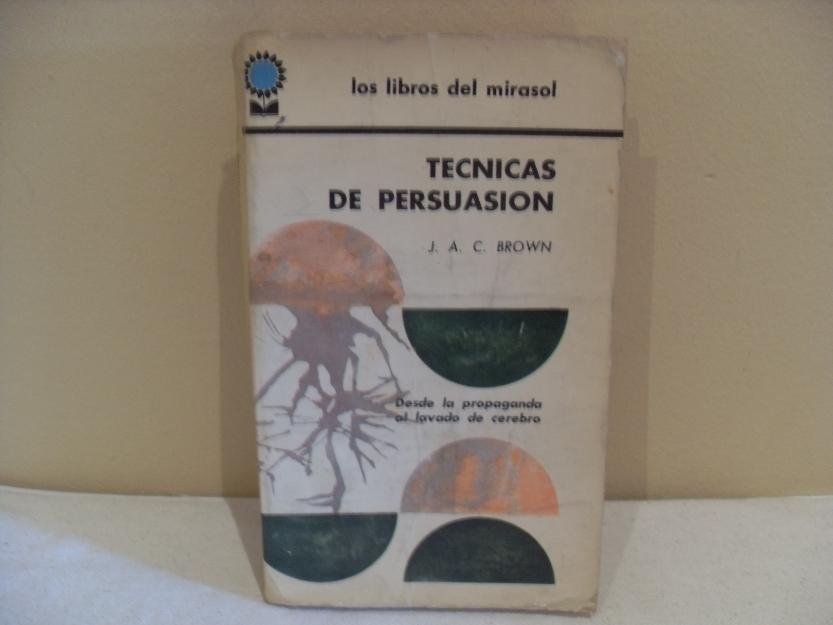 los libros del mirasol
TECNICAS
DE PERSUASION
J. A. C. BROWN
Desde la propaganda
al lavado de cerebro